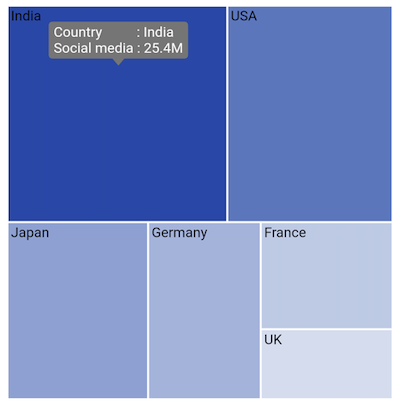 India
USA
Country : India
Social media : 25.4M
Japan
Germany
France
UK